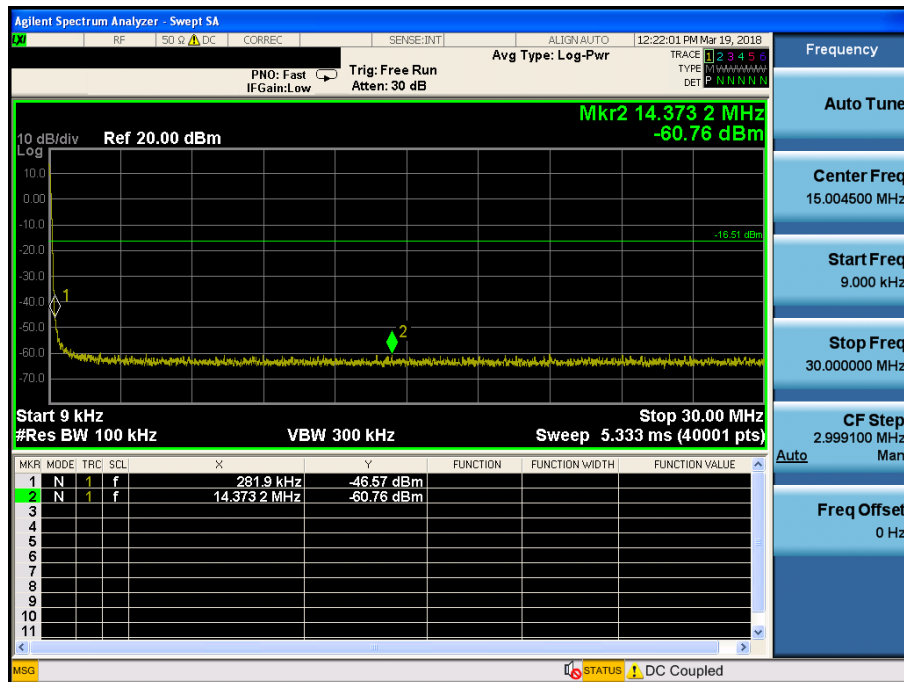 Agilent Spectrum Analyzer - Swept SA
LXI RF 50 Ω DC CORREC SENSE:INT ALIGN AUTO 12:22:01 PM Mar 19, 2018
PNO: Fast
IFGain:Low
Trig: Free Run
Atten: 30 dB
Avg Type: Log-Pwr
TRACE 1 2 3 4 5 6
TYPE M W W W W W
DET P N N N N N
Mkr2 14.373 2 MHz
-60.76 dBm
10 dB/div
Log
Ref 20.00 dBm
10.0
0.00
-10.0
-20.0
-30.0
-40.0
-50.0
-60.0
-70.0
-16.51 dBm
1
2
Start 9 kHz
Stop 30.00 MHz
#Res BW 100 kHz
VBW 300 kHz
Sweep 5.333 ms (40001 pts)
MKR MODE TRC SCL X Y FUNCTION FUNCTION WIDTH FUNCTION VALUE
1 N 1 f 281.9 kHz -46.57 dBm
2 N 1 f 14.373 2 MHz -60.76 dBm
3
4
5
6
7
8
9
10
11
MSG
STATUS
DC Coupled
Frequency
Auto Tune
Center Freq
15.004500 MHz
Start Freq
9.000 kHz
Stop Freq
30.000000 MHz
CF Step
2.999100 MHz
Auto Man
Freq Offset
0 Hz